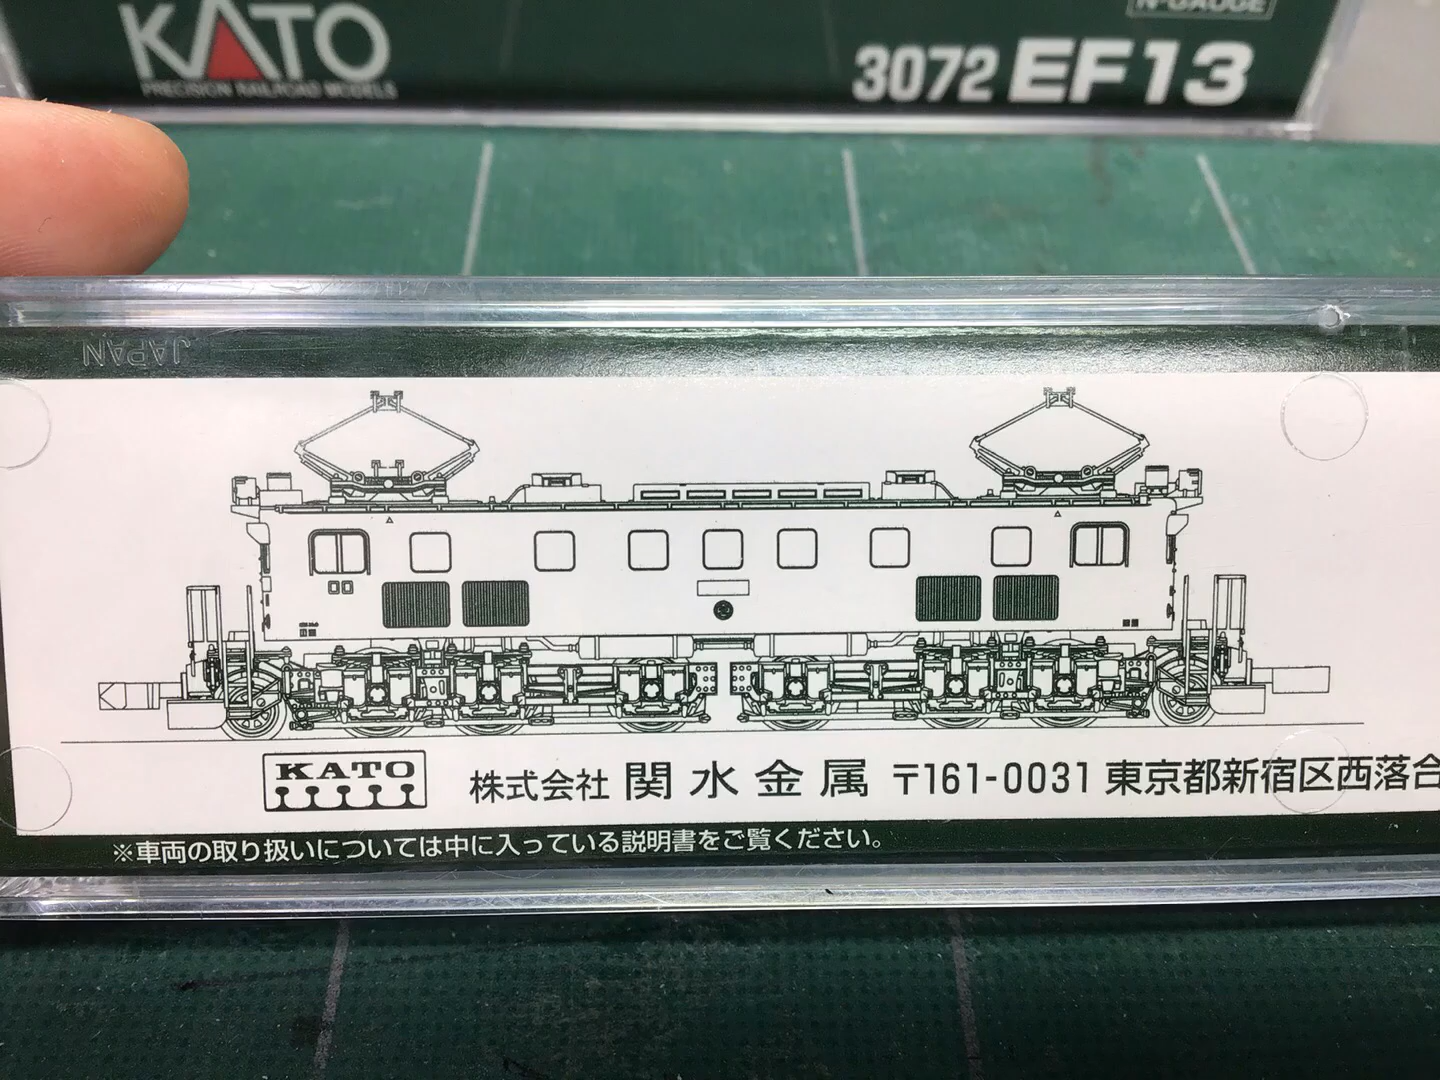 N-GAUGE
KATO
PRECISION RAILROAD MODELS
3072 EF13
JAPAN
KATO
株式会社 関水金属 〒161-0031 東京都新宿区西落合
※車両の取り扱いについては中に入っている説明書をご覧ください。